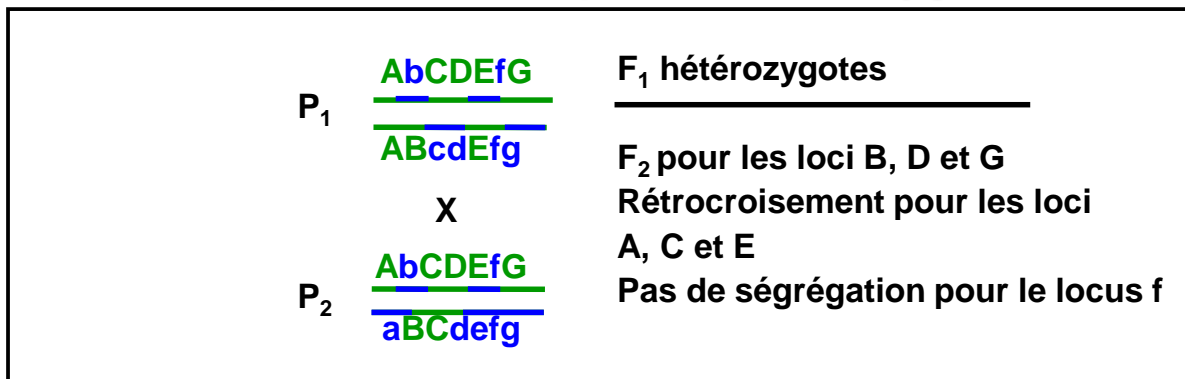 AbCDEfG
P1
ABcdEfg
X
AbCDEfG
P2
aBCdefg
F1 hétérozygotes
F2 pour les loci B, D et G
Rétrocroisement pour les loci
A, C et E
Pas de ségrégation pour le locus f